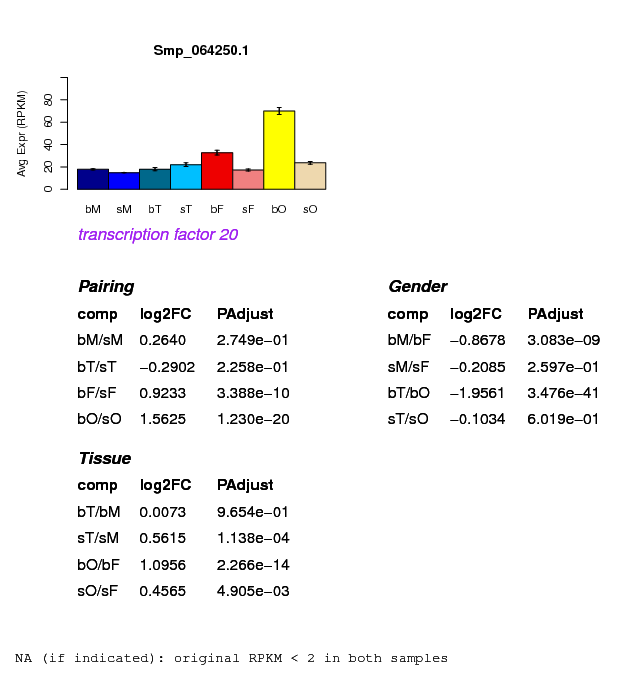 Smp_064250.1
Avg Expr (RPKM)
0 20 40 60 80
bM sM bT sT bF sF bO sO
transcription factor 20
Pairing
comp log2FC PAdjust
bM/sM 0.2640 2.749e−01
bT/sT −0.2902 2.258e−01
bF/sF 0.9233 3.388e−10
bO/sO 1.5625 1.230e−20
Gender
comp log2FC PAdjust
bM/bF −0.8678 3.083e−09
sM/sF −0.2085 2.597e−01
bT/bO −1.9561 3.476e−41
sT/sO −0.1034 6.019e−01
Tissue
comp log2FC PAdjust
bT/bM 0.0073 9.654e−01
sT/sM 0.5615 1.138e−04
bO/bF 1.0956 2.266e−14
sO/sF 0.4565 4.905e−03
NA (if indicated): original RPKM < 2 in both samples